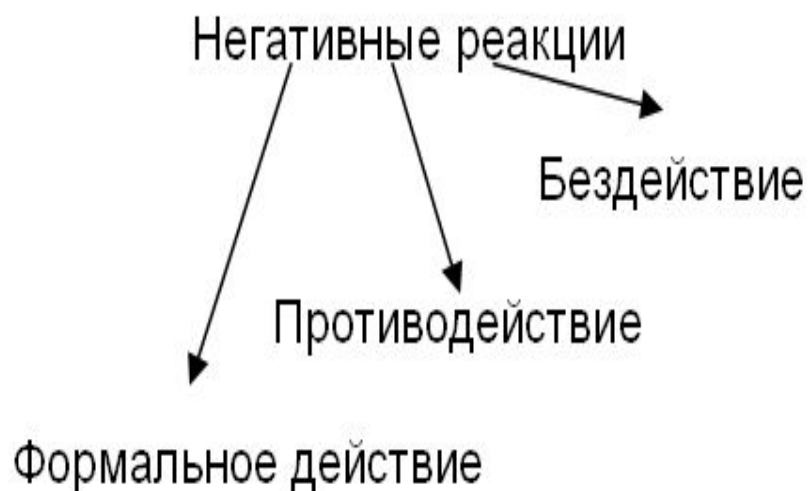 Негативные реакции
Бездействие
Противодействие
Формальное действие